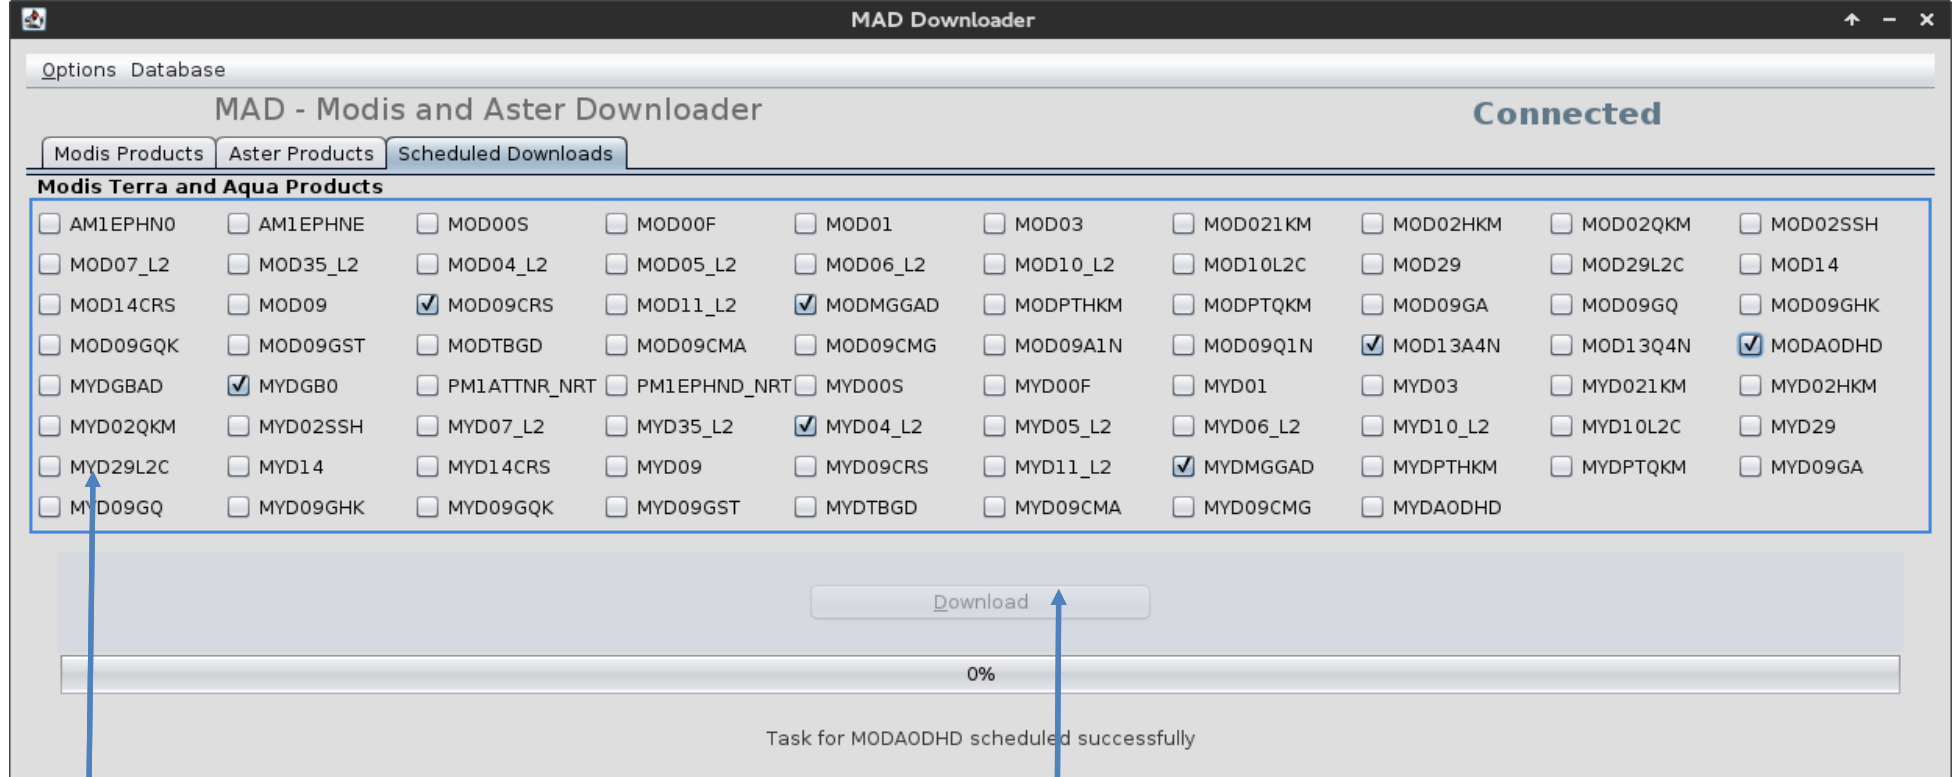 MAD Downloader
Options Database
MAD - Modis and Aster Downloader Connected
Modis Products Aster Products Scheduled Downloads
Modis Terra and Aqua Products
AM1EPHN0 AM1EPHNE MOD00S MOD00F MOD01 MOD03 MOD021KM MOD02HKM MOD02QKM MOD02SSH
MOD07_L2 MOD35_L2 MOD04_L2 MOD05_L2 MOD06_L2 MOD10_L2 MOD10L2C MOD29 MOD29L2C MOD14
MOD14CRS MOD09 MOD09CRS MOD11_L2 MODMGGAD MODPTHKM MODPTQKM MOD09GA MOD09GQ MOD09GHK
MOD09GQK MOD09GST MODTBGD MOD09CMA MOD09CMG MOD09A1N MOD09Q1N MOD13A4N MOD13Q4N MODAODHD
MYDGBAD MYDGB0 PM1ATTNR_NRT PM1EPHND_NRT MYD00S MYD00F MYD01 MYD03 MYD021KM MYD02HKM
MYD02QKM MYD02SSH MYD07_L2 MYD35_L2 MYD04_L2 MYD05_L2 MYD06_L2 MYD10_L2 MYD10L2C MYD29
MYD29L2C MYD14 MYD14CRS MYD09 MYD09CRS MYD11_L2 MYDMGGAD MYDPTHKM MYDPTQKM MYD09GA
MYD09GQ MYD09GHK MYD09GQK MYD09GST MYDTBGD MYD09CMA MYD09CMG MYDAODHD
Download
0%
Task for MODAODHD scheduled successfully